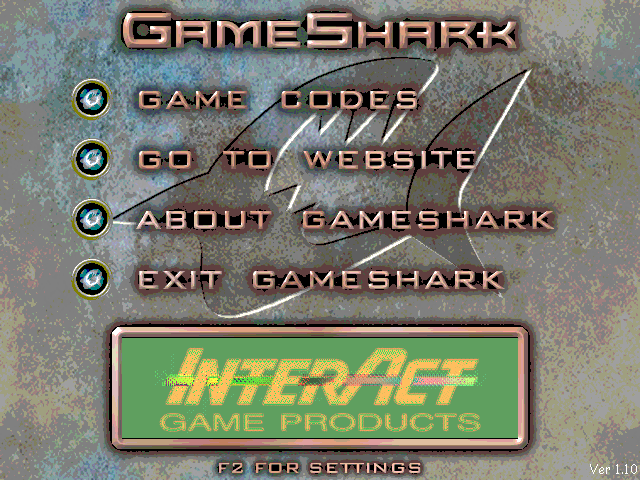 GAMESHARK
GAME CODES
GO TO WEBSITE
ABOUT GAMESHARK
EXIT GAMESHARK
INTERACT
GAME PRODUCTS
F2 FOR SETTINGS
Ver 1.10